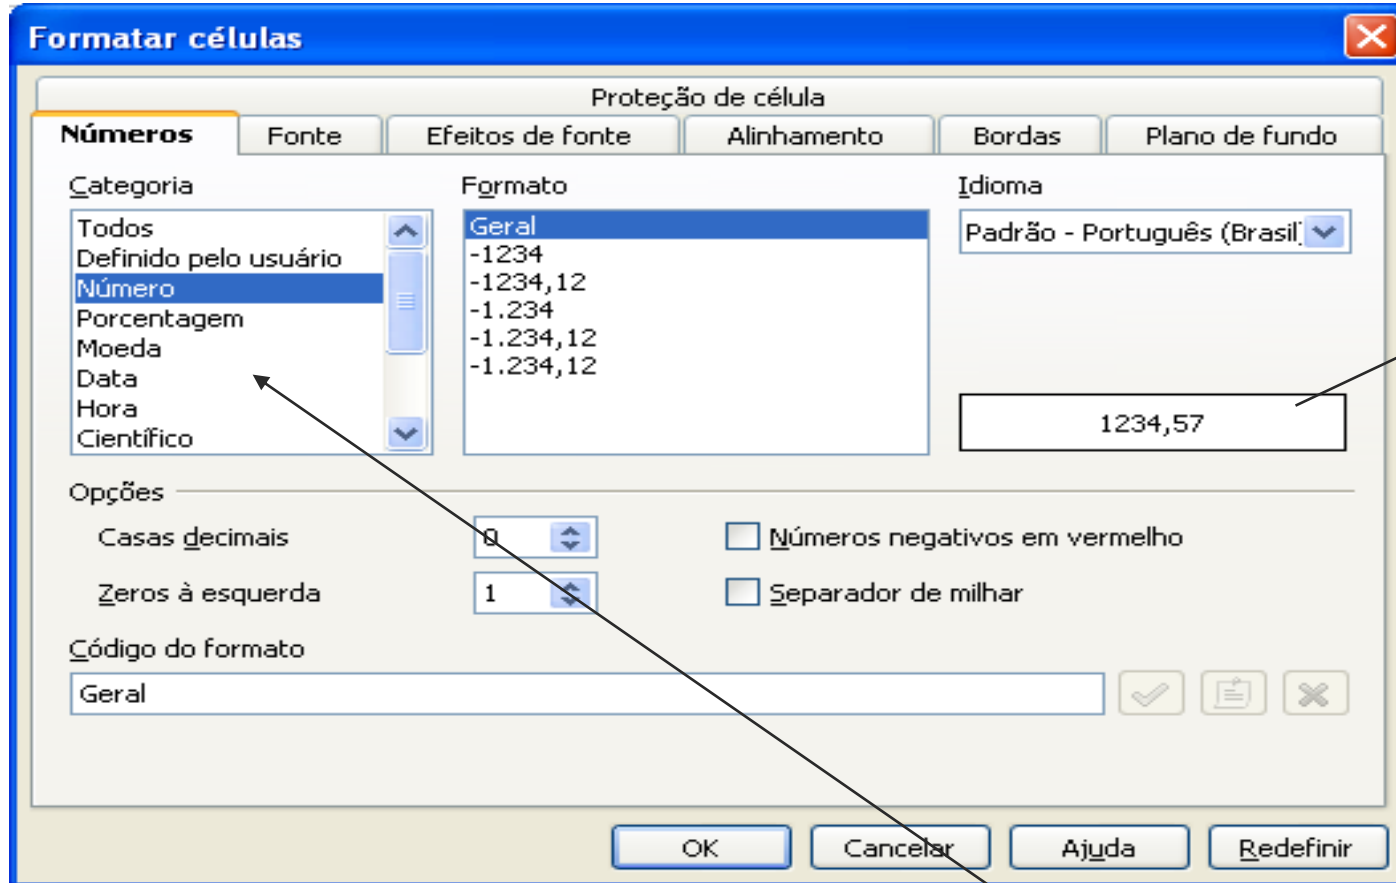 Formatar células
Proteção de célula
Números Fonte Efeitos de fonte Alinhamento Bordas Plano de fundo
Categoria Formato Idioma
Todos
Definido pelo usuário
Número
Porcentagem
Moeda
Data
Hora
Científico
Geral
-1234
-1234,12
-1.234
-1.234,12
-1.234,12
Padrão - Português (Brasil)
1234,57
Opções
Casas decimais 0 Números negativos em vermelho
Zeros à esquerda 1 Separador de milhar
Código do formato
Geral
OK Cancelar Ajuda Redefinir